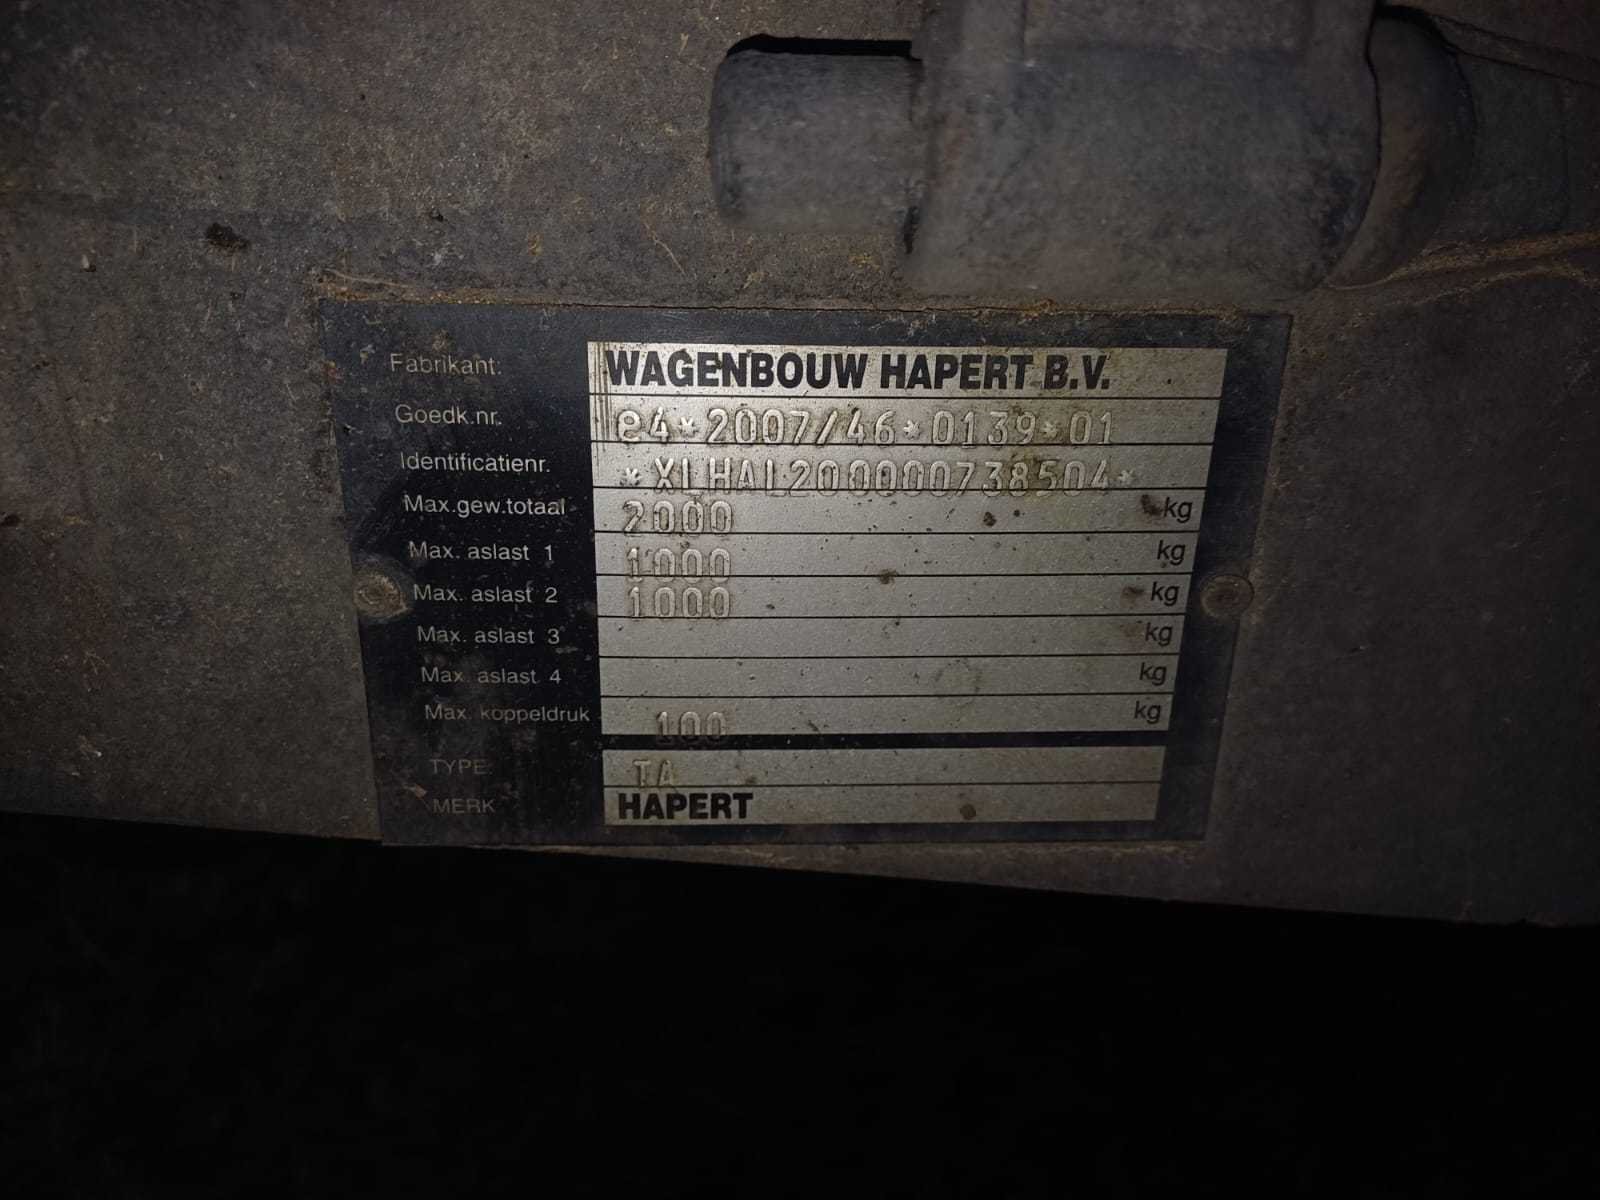 Fabrikant: WAGENBOUW HAPERT B.V.
Goedk.nr. e4*2007/46*0139*01
Identificatienr. *XLHAL200000738504*
Max.gew.totaal 2000 kg
Max. aslast 1 1000 kg
Max. aslast 2 1000 kg
Max. aslast 3 kg
Max. aslast 4 kg
Max. koppeldruk 100 kg
TYPE: TA
MERK HAPERT